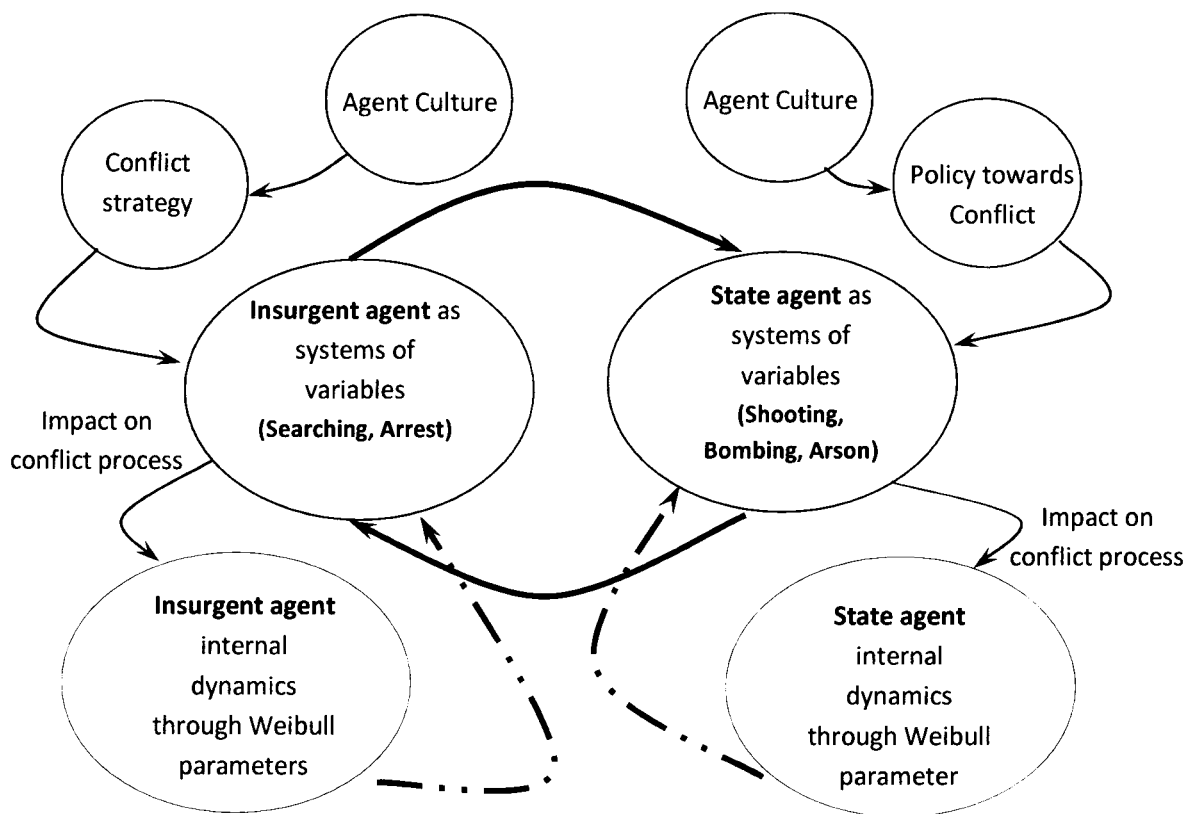 Agent Culture
Agent Culture
Conflict
strategy
Policy towards
Conflict
Insurgent agent as
systems of
variables
(Searching, Arrest)
State agent as
systems of
variables
(Shooting,
Bombing, Arson)
Impact on
conflict process
Impact on
conflict process
Insurgent agent
internal
dynamics
through Weibull
parameters
State agent
internal
dynamics
through Weibull
parameter